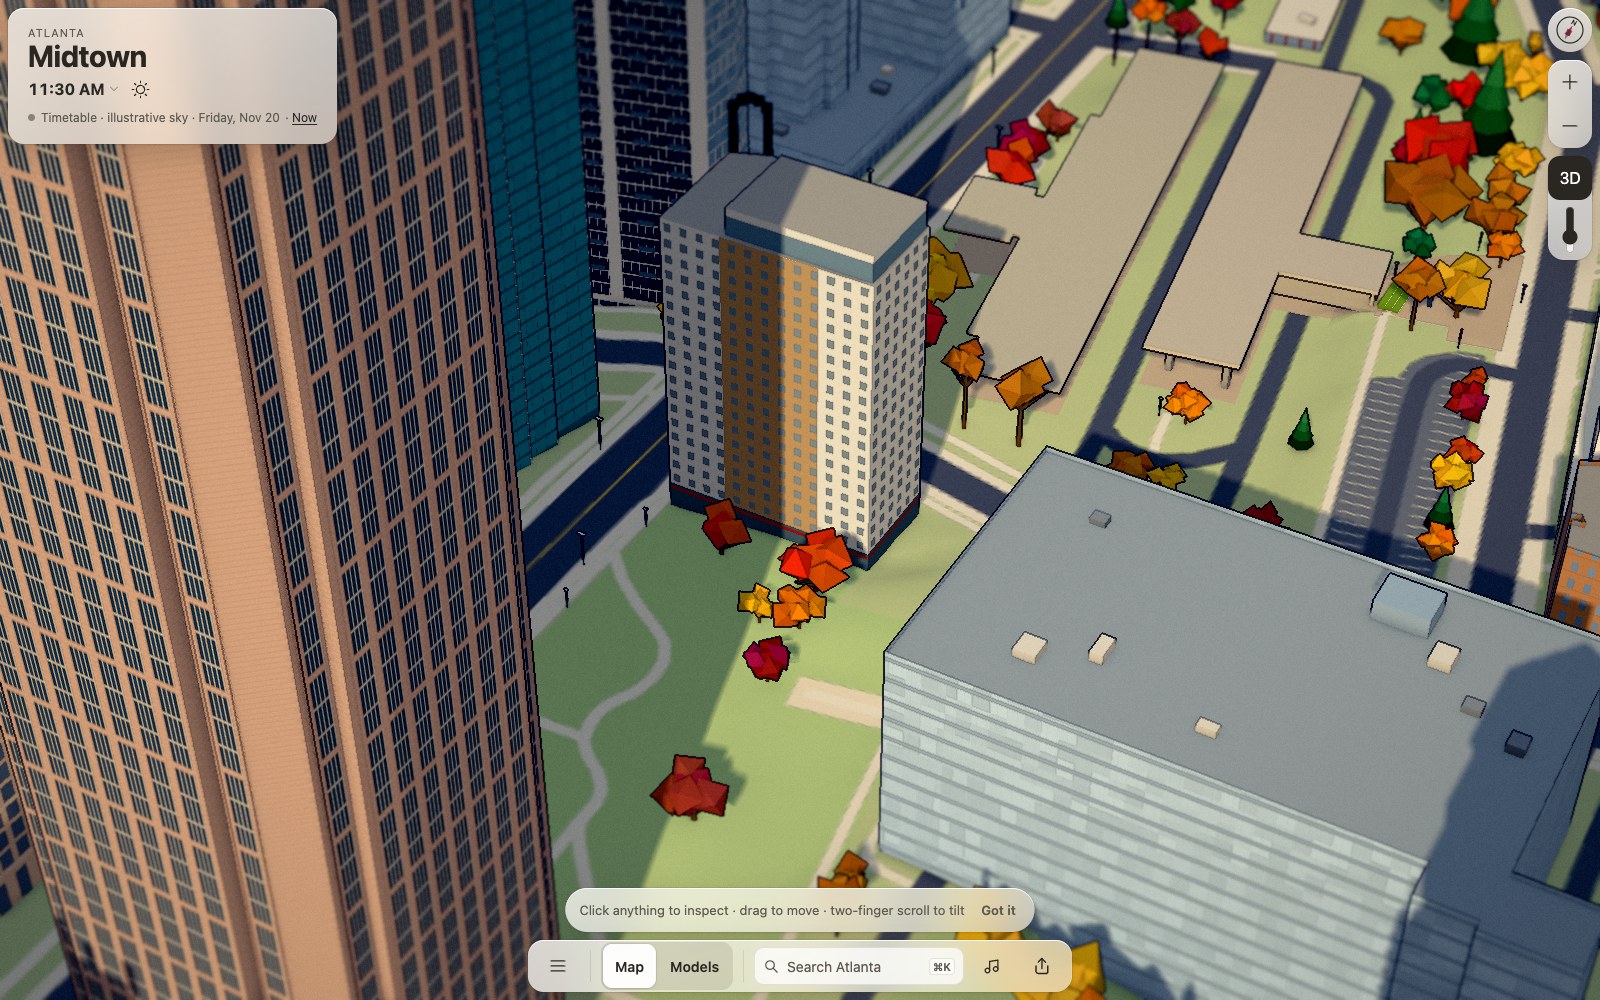 ATLANTA
Midtown
11:30 AM
Timetable · illustrative sky · Friday, Nov 20 · Now
N
3D
Click anything to inspect · drag to move · two-finger scroll to tilt Got it
Map Models Search Atlanta ⌘K